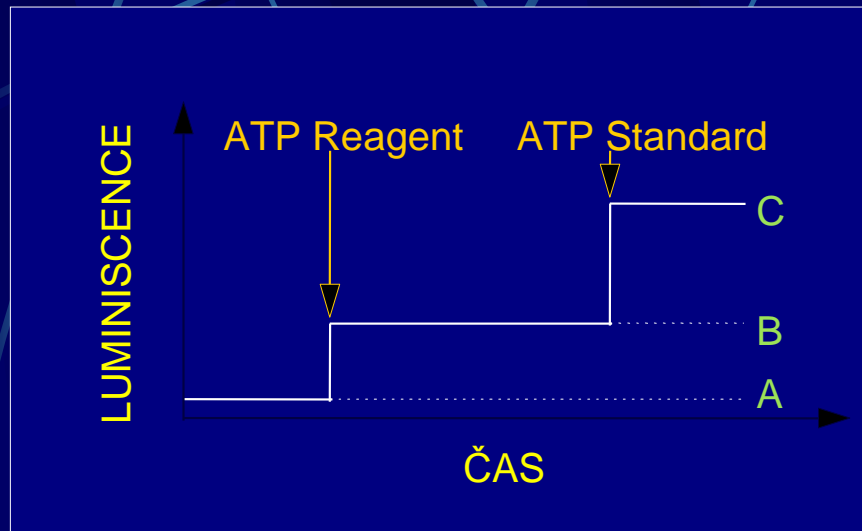 ATP Reagent
ATP Standard
LUMINISCENCE
C
B
A
ČAS